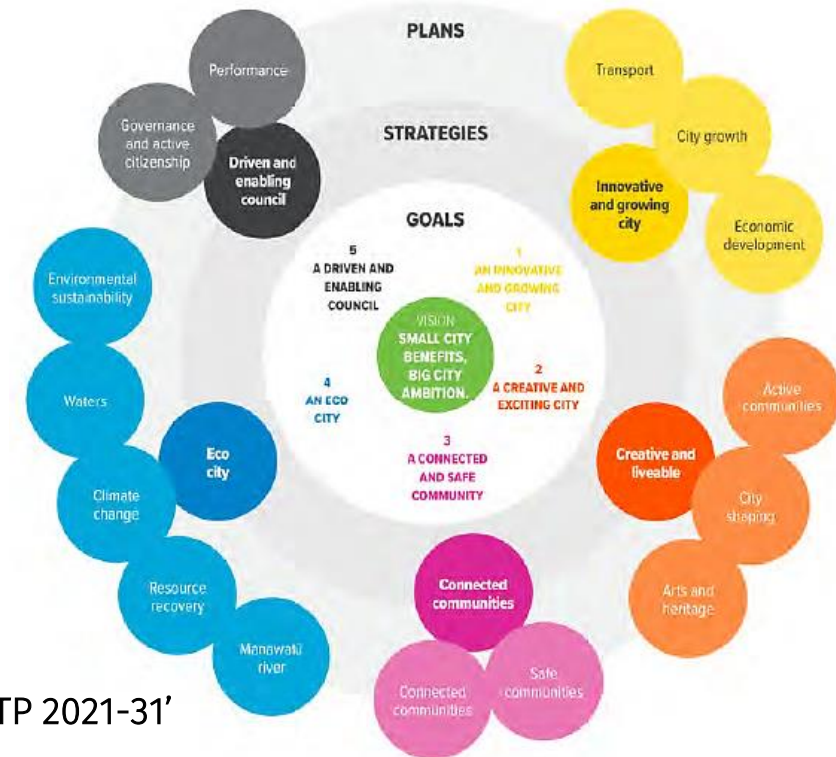 PLANS
Performance
Transport
Governance
and active
citizenship
STRATEGIES
City growth
Driven and
enabling
council
Innovative
and growing
city
GOALS
Economic
development
5
A DRIVEN AND
ENABLING
COUNCIL
1
AN INNOVATIVE
AND GROWING
CITY
Environmental
sustainability
VISION
SMALL CITY
BENEFITS,
BIG CITY
AMBITION.
4
AN ECO
CITY
2
A CREATIVE AND
EXCITING CITY
Waters
Active
communities
3
A CONNECTED
AND SAFE
COMMUNITY
Eco
city
Creative and
liveable
Climate
change
City
shaping
Resource
recovery
Connected
communities
Arts and
heritage
Manawatū
river
Connected
communities
Safe
communities
TP 2021-31’